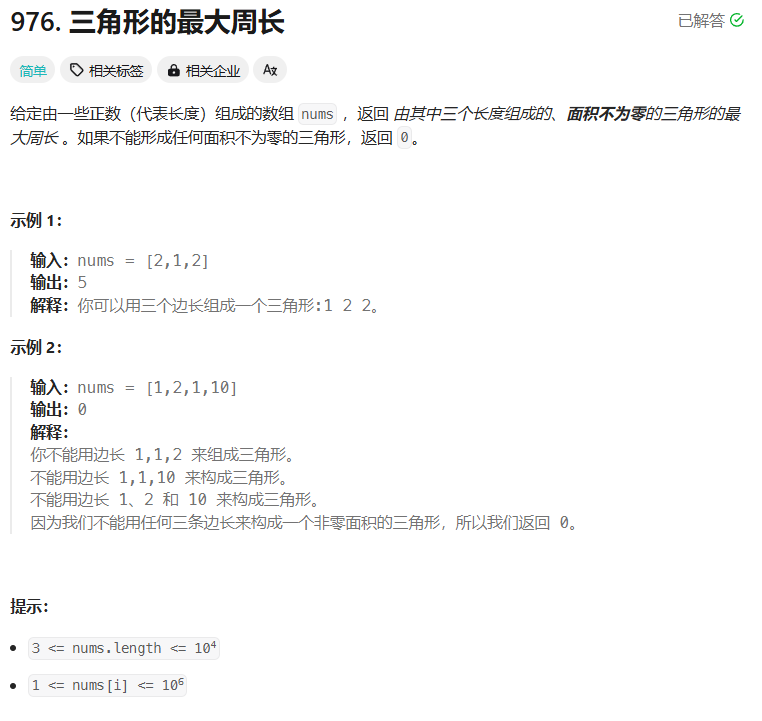 976. 三角形的最大周长
已解答
简单 相关标签 相关企业 Ax
给定由一些正数（代表长度）组成的数组 nums ，返回 由其中三个长度组成的、面积不为零的三角形的最
大周长 。如果不能形成任何面积不为零的三角形，返回 0。
示例 1：
输入：nums = [2,1,2]
输出：5
解释：你可以用三个边长组成一个三角形:1 2 2。
示例 2：
输入：nums = [1,2,1,10]
输出：0
解释：
你不能用边长 1,1,2 来组成三角形。
不能用边长 1,1,10 来构成三角形。
不能用边长 1、2 和 10 来构成三角形。
因为我们不能用任何三条边长来构成一个非零面积的三角形，所以我们返回 0。
提示：
3 <= nums.length <= 10⁴
1 <= nums[i] <= 10⁶